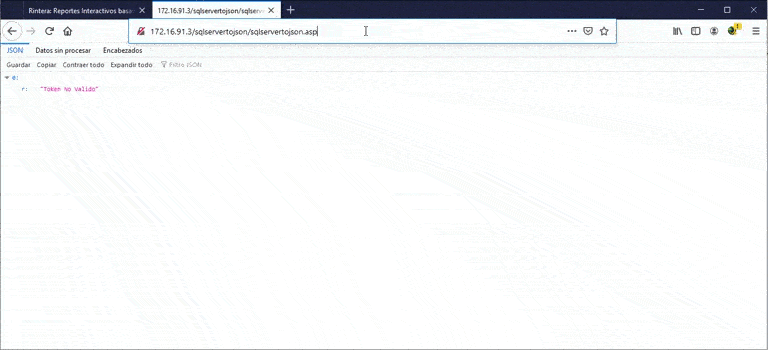 Rintera: Reportes Interactivos basa
172.16.91.3/sqlservertojson/sqlserv
172.16.91.3/sqlservertojson/sqlservertojson.asp
JSON Datos sin procesar Encabezados
Guardar Copiar Contraer todo Expandir todo Filtro JSON
0:
r: "Token No Valido"